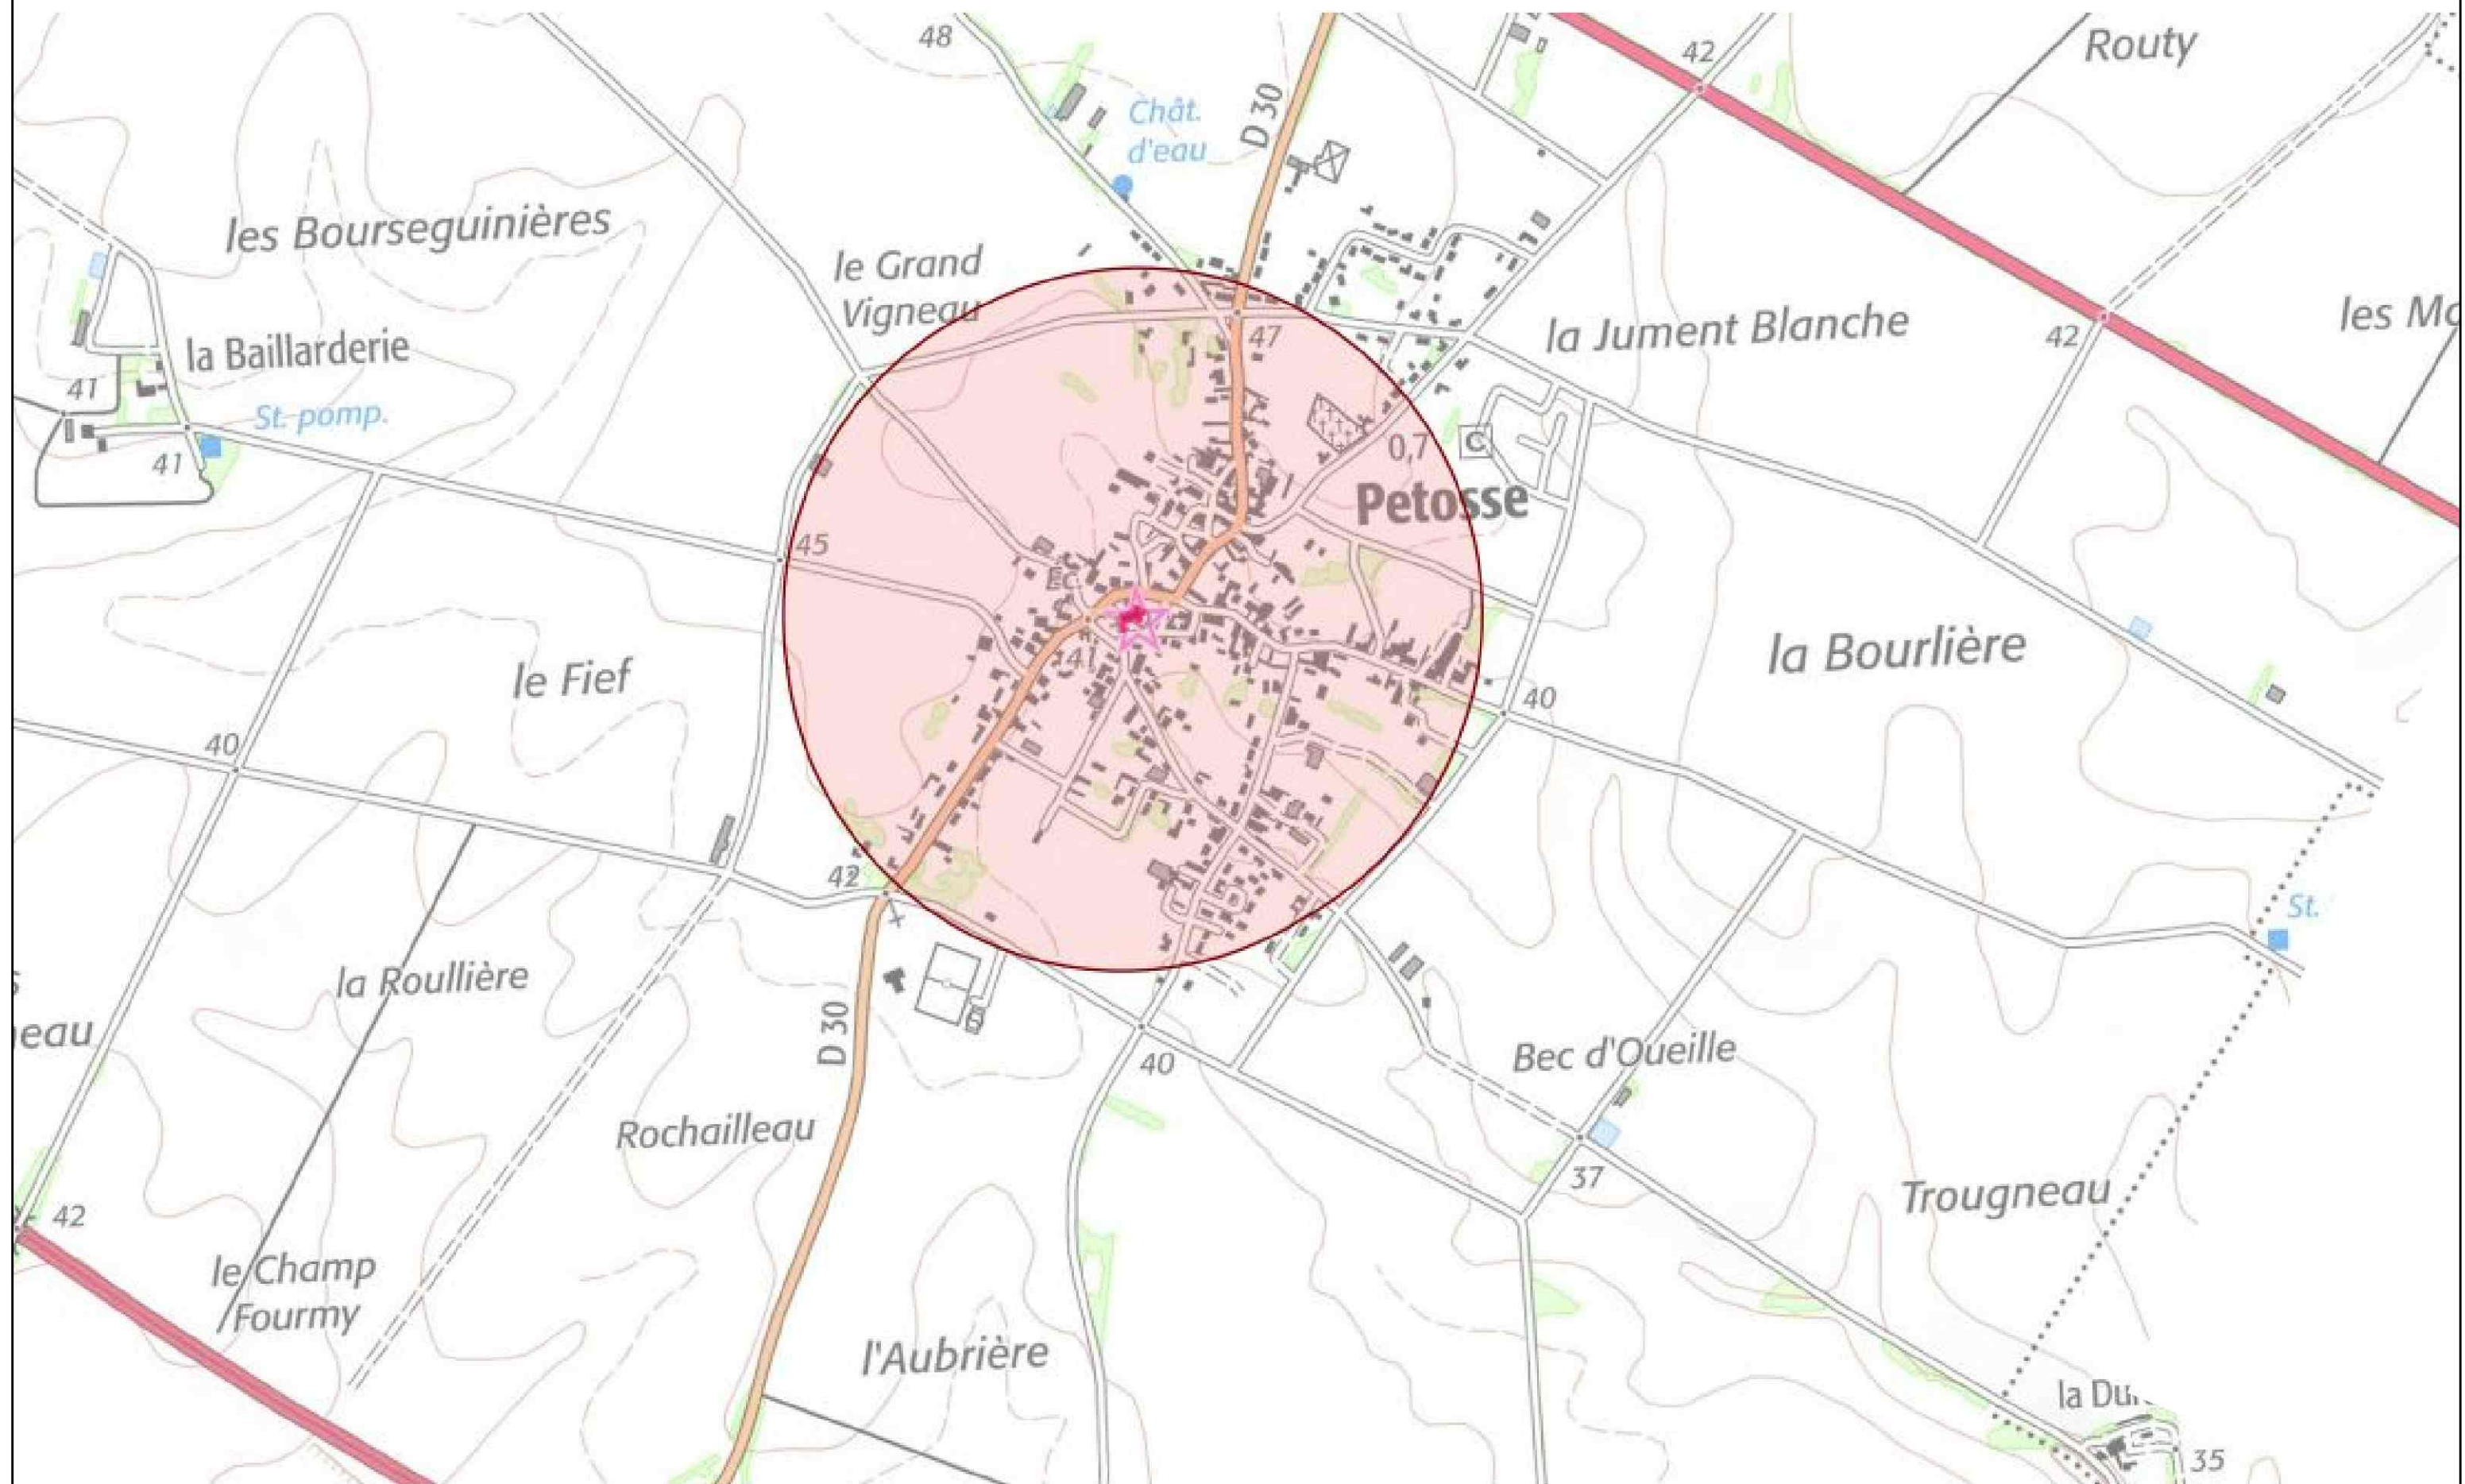 48
42
Routy
Chât.
d'eau
D 30
les Bourseguinières
le Grand
Vigneau
47
la Jument Blanche
42
les Mo
la Baillarderie
41
St. pomp.
41
0,7
C
Petosse
45
Ec.
41
le Fief
la Bourlière
40
40
42
St.
la Roullière
eau
D 30
40
Bec d'Oueille
Rochailleau
37
Trougneau
42
le Champ
Fourmy
l'Aubrière
la Du
35